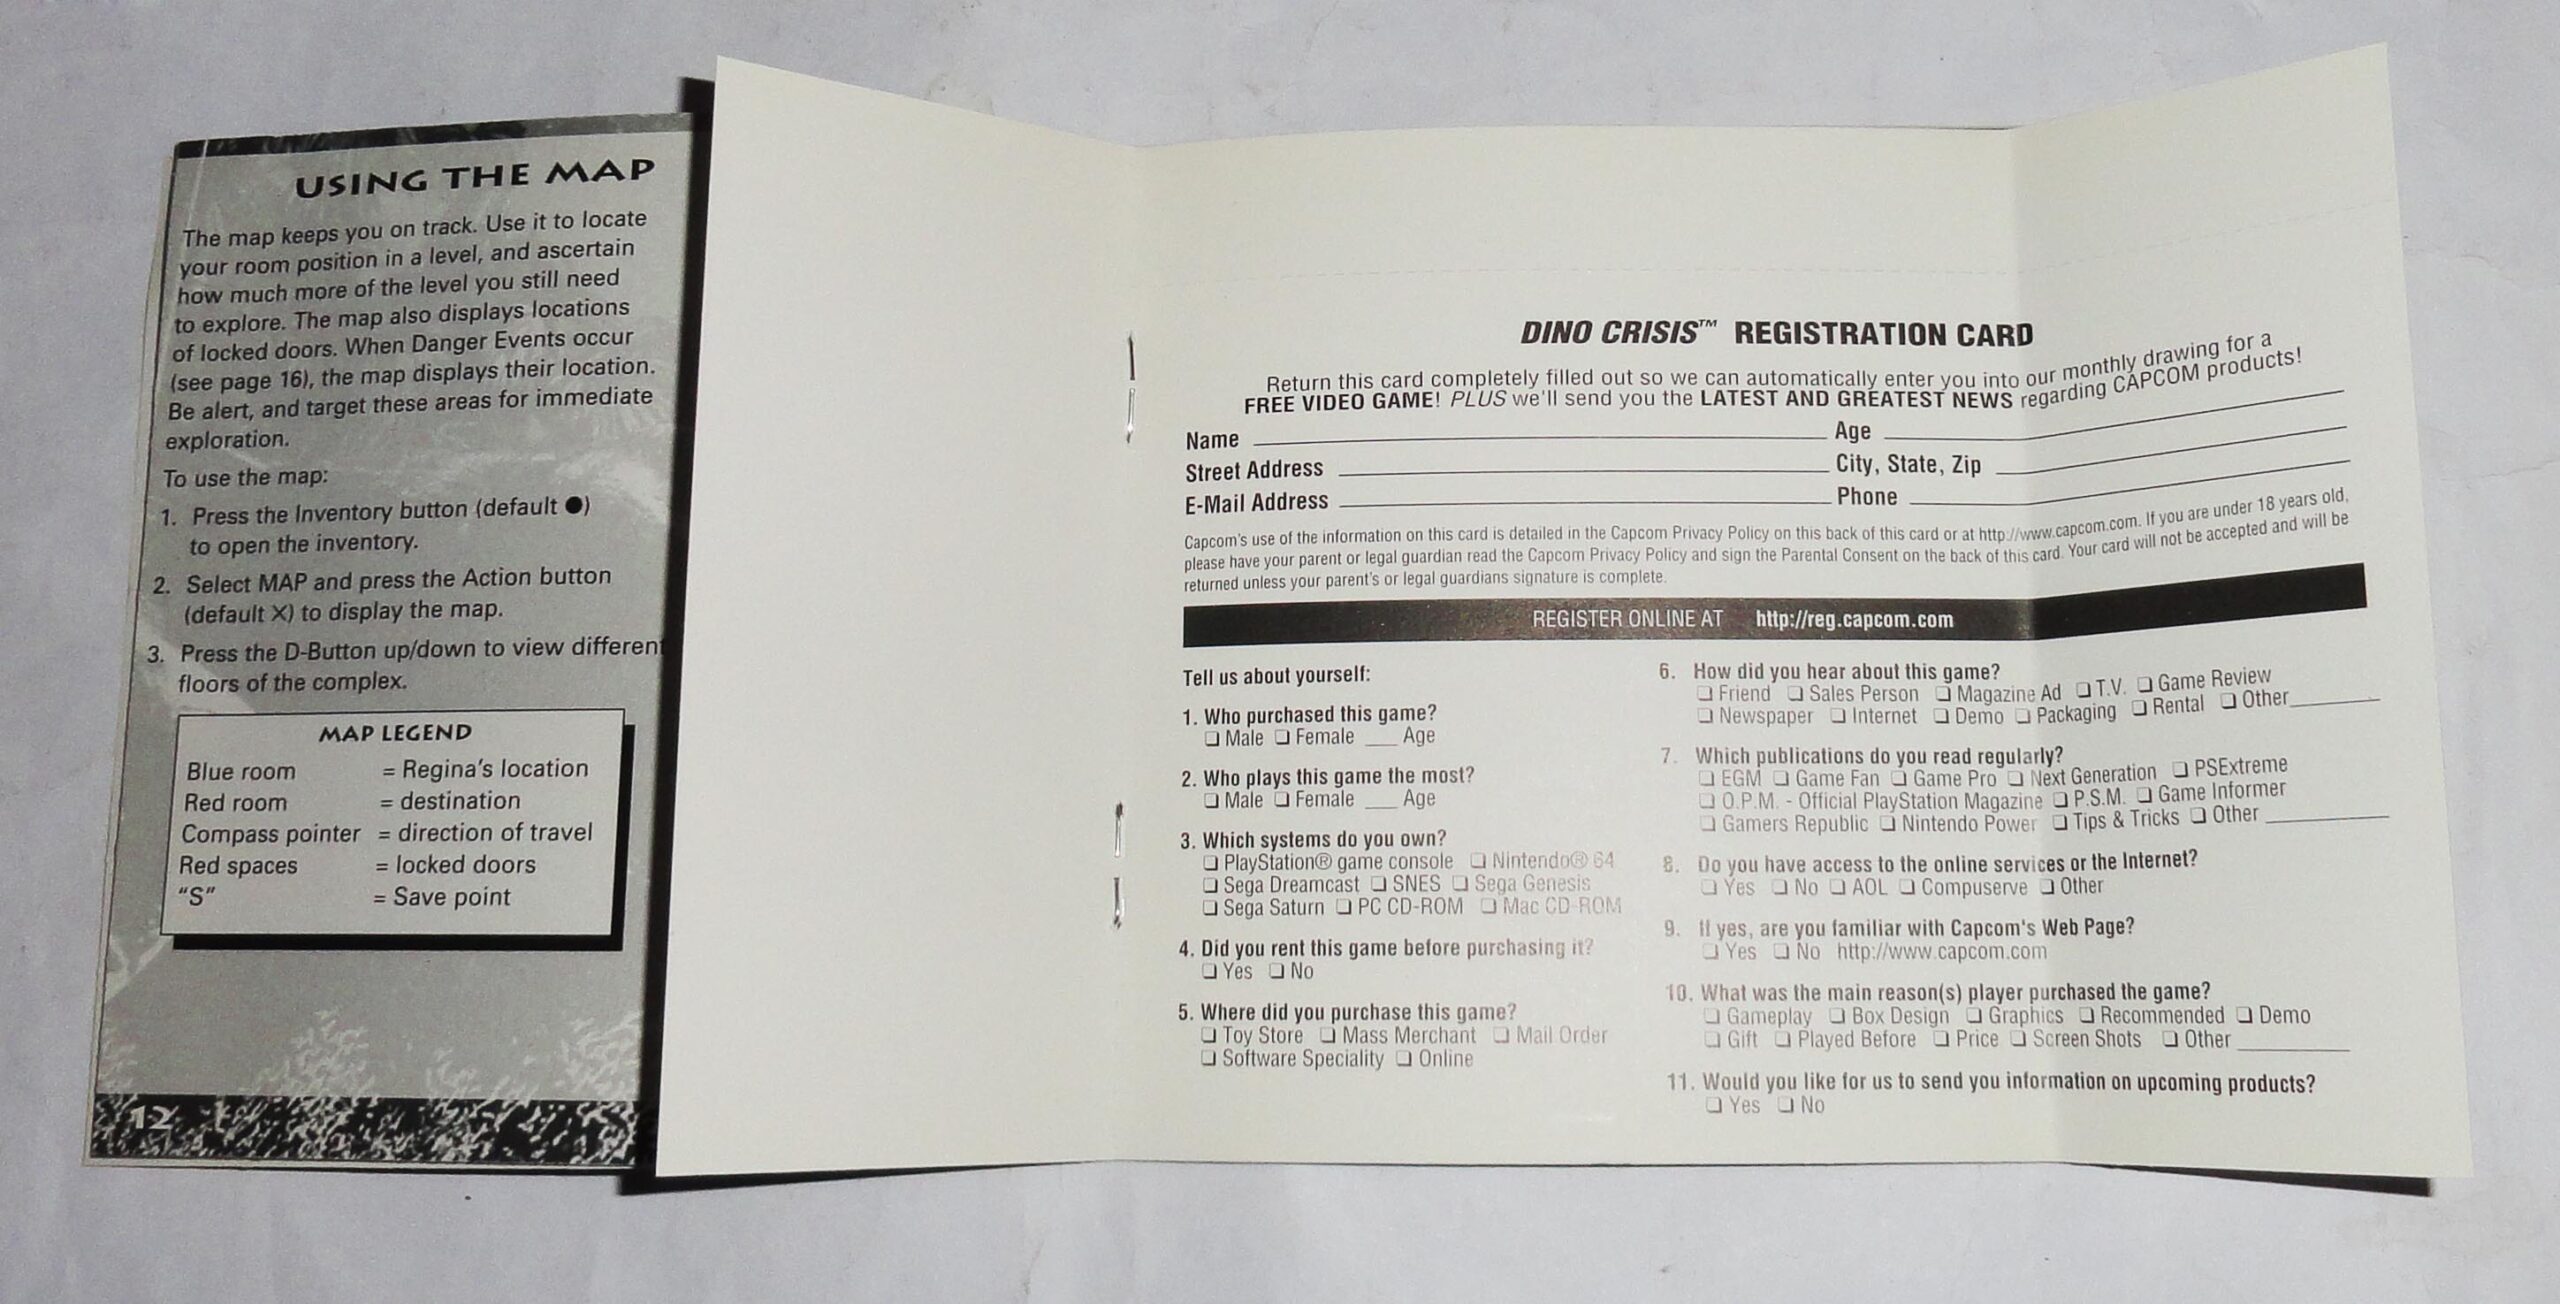 USING THE MAP
The map keeps you on track. Use it to locate
your room position in a level, and ascertain
how much more of the level you still need
to explore. The map also displays locations
of locked doors. When Danger Events occur
(see page 16), the map displays their location.
Be alert, and target these areas for immediate
exploration.
To use the map:
1. Press the Inventory button (default ●)
to open the inventory.
2. Select MAP and press the Action button
(default X) to display the map.
3. Press the D-Button up/down to view different
floors of the complex.
MAP LEGEND
Blue room = Regina's location
Red room = destination
Compass pointer = direction of travel
Red spaces = locked doors
"S" = Save point
12
DINO CRISIS™ REGISTRATION CARD
Return this card completely filled out so we can automatically enter you into our monthly drawing for a
FREE VIDEO GAME! PLUS we'll send you the LATEST AND GREATEST NEWS regarding CAPCOM products!
Name ____ Age ____
Street Address ____ City, State, Zip ____
E-Mail Address ____ Phone ____
Capcom's use of the information on this card is detailed in the Capcom Privacy Policy on this back of this card or at http://www.capcom.com. If you are under 18 years old,
please have your parent or legal guardian read the Capcom Privacy Policy and sign the Parental Consent on the back of this card. Your card will not be accepted and will be
returned unless your parent's or legal guardians signature is complete.
REGISTER ONLINE AT http://reg.capcom.com
Tell us about yourself:
1. Who purchased this game?
❏ Male ❏ Female ___ Age
2. Who plays this game the most?
❏ Male ❏ Female ___ Age
3. Which systems do you own?
❏ PlayStation® game console ❏ Nintendo® 64
❏ Sega Dreamcast ❏ SNES ❏ Sega Genesis
❏ Sega Saturn ❏ PC CD-ROM ❏ Mac CD-ROM
4. Did you rent this game before purchasing it?
❏ Yes ❏ No
5. Where did you purchase this game?
❏ Toy Store ❏ Mass Merchant ❏ Mail Order
❏ Software Speciality ❏ Online
6. How did you hear about this game?
❏ Friend ❏ Sales Person ❏ Magazine Ad ❏ T.V. ❏ Game Review
❏ Newspaper ❏ Internet ❏ Demo ❏ Packaging ❏ Rental ❏ Other ____
7. Which publications do you read regularly?
❏ EGM ❏ Game Fan ❏ Game Pro ❏ Next Generation ❏ PSExtreme
❏ O.P.M. - Official PlayStation Magazine ❏ P.S.M. ❏ Game Informer
❏ Gamers Republic ❏ Nintendo Power ❏ Tips & Tricks ❏ Other ____
8. Do you have access to the online services or the Internet?
❏ Yes ❏ No ❏ AOL ❏ Compuserve ❏ Other
9. If yes, are you familiar with Capcom's Web Page?
❏ Yes ❏ No http://www.capcom.com
10. What was the main reason(s) player purchased the game?
❏ Gameplay ❏ Box Design ❏ Graphics ❏ Recommended ❏ Demo
❏ Gift ❏ Played Before ❏ Price ❏ Screen Shots ❏ Other ____
11. Would you like for us to send you information on upcoming products?
❏ Yes ❏ No